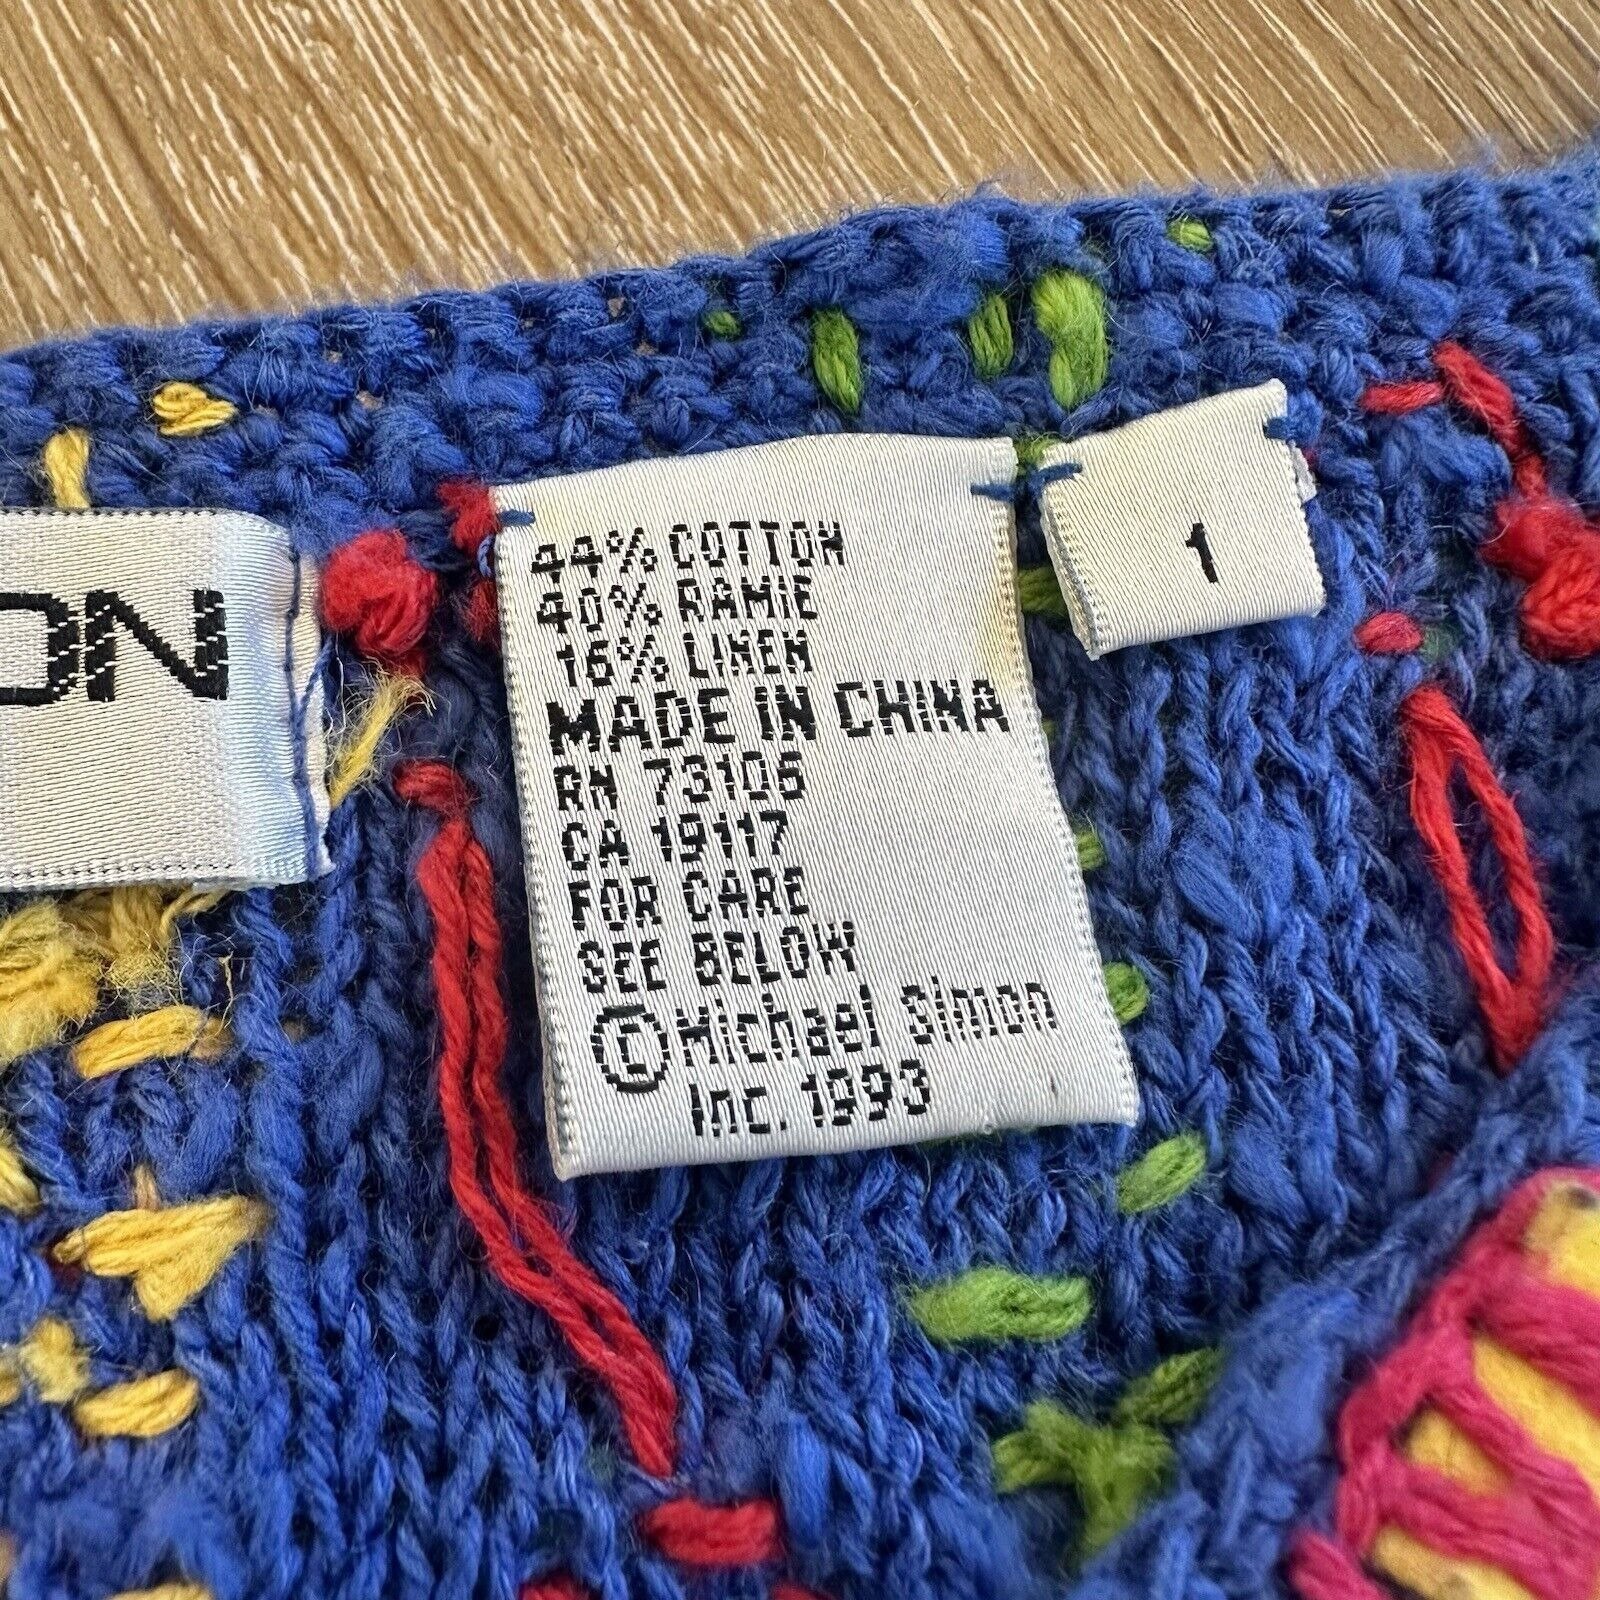 ON
44% COTTON
40% RAMIE
16% LINEN
MADE IN CHINA
RN 73106
CA 19117
FOR CARE
SEE BELOW
© Michael Simon
Inc. 1993
1